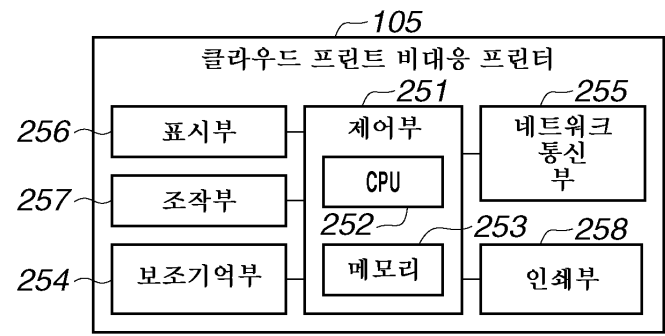 105
클라우드 프린트 비대응 프린터
251
255
256
표시부
제어부
네트워크
통신
부
CPU
257
조작부
252
253
258
254
보조기억부
메모리
인쇄부